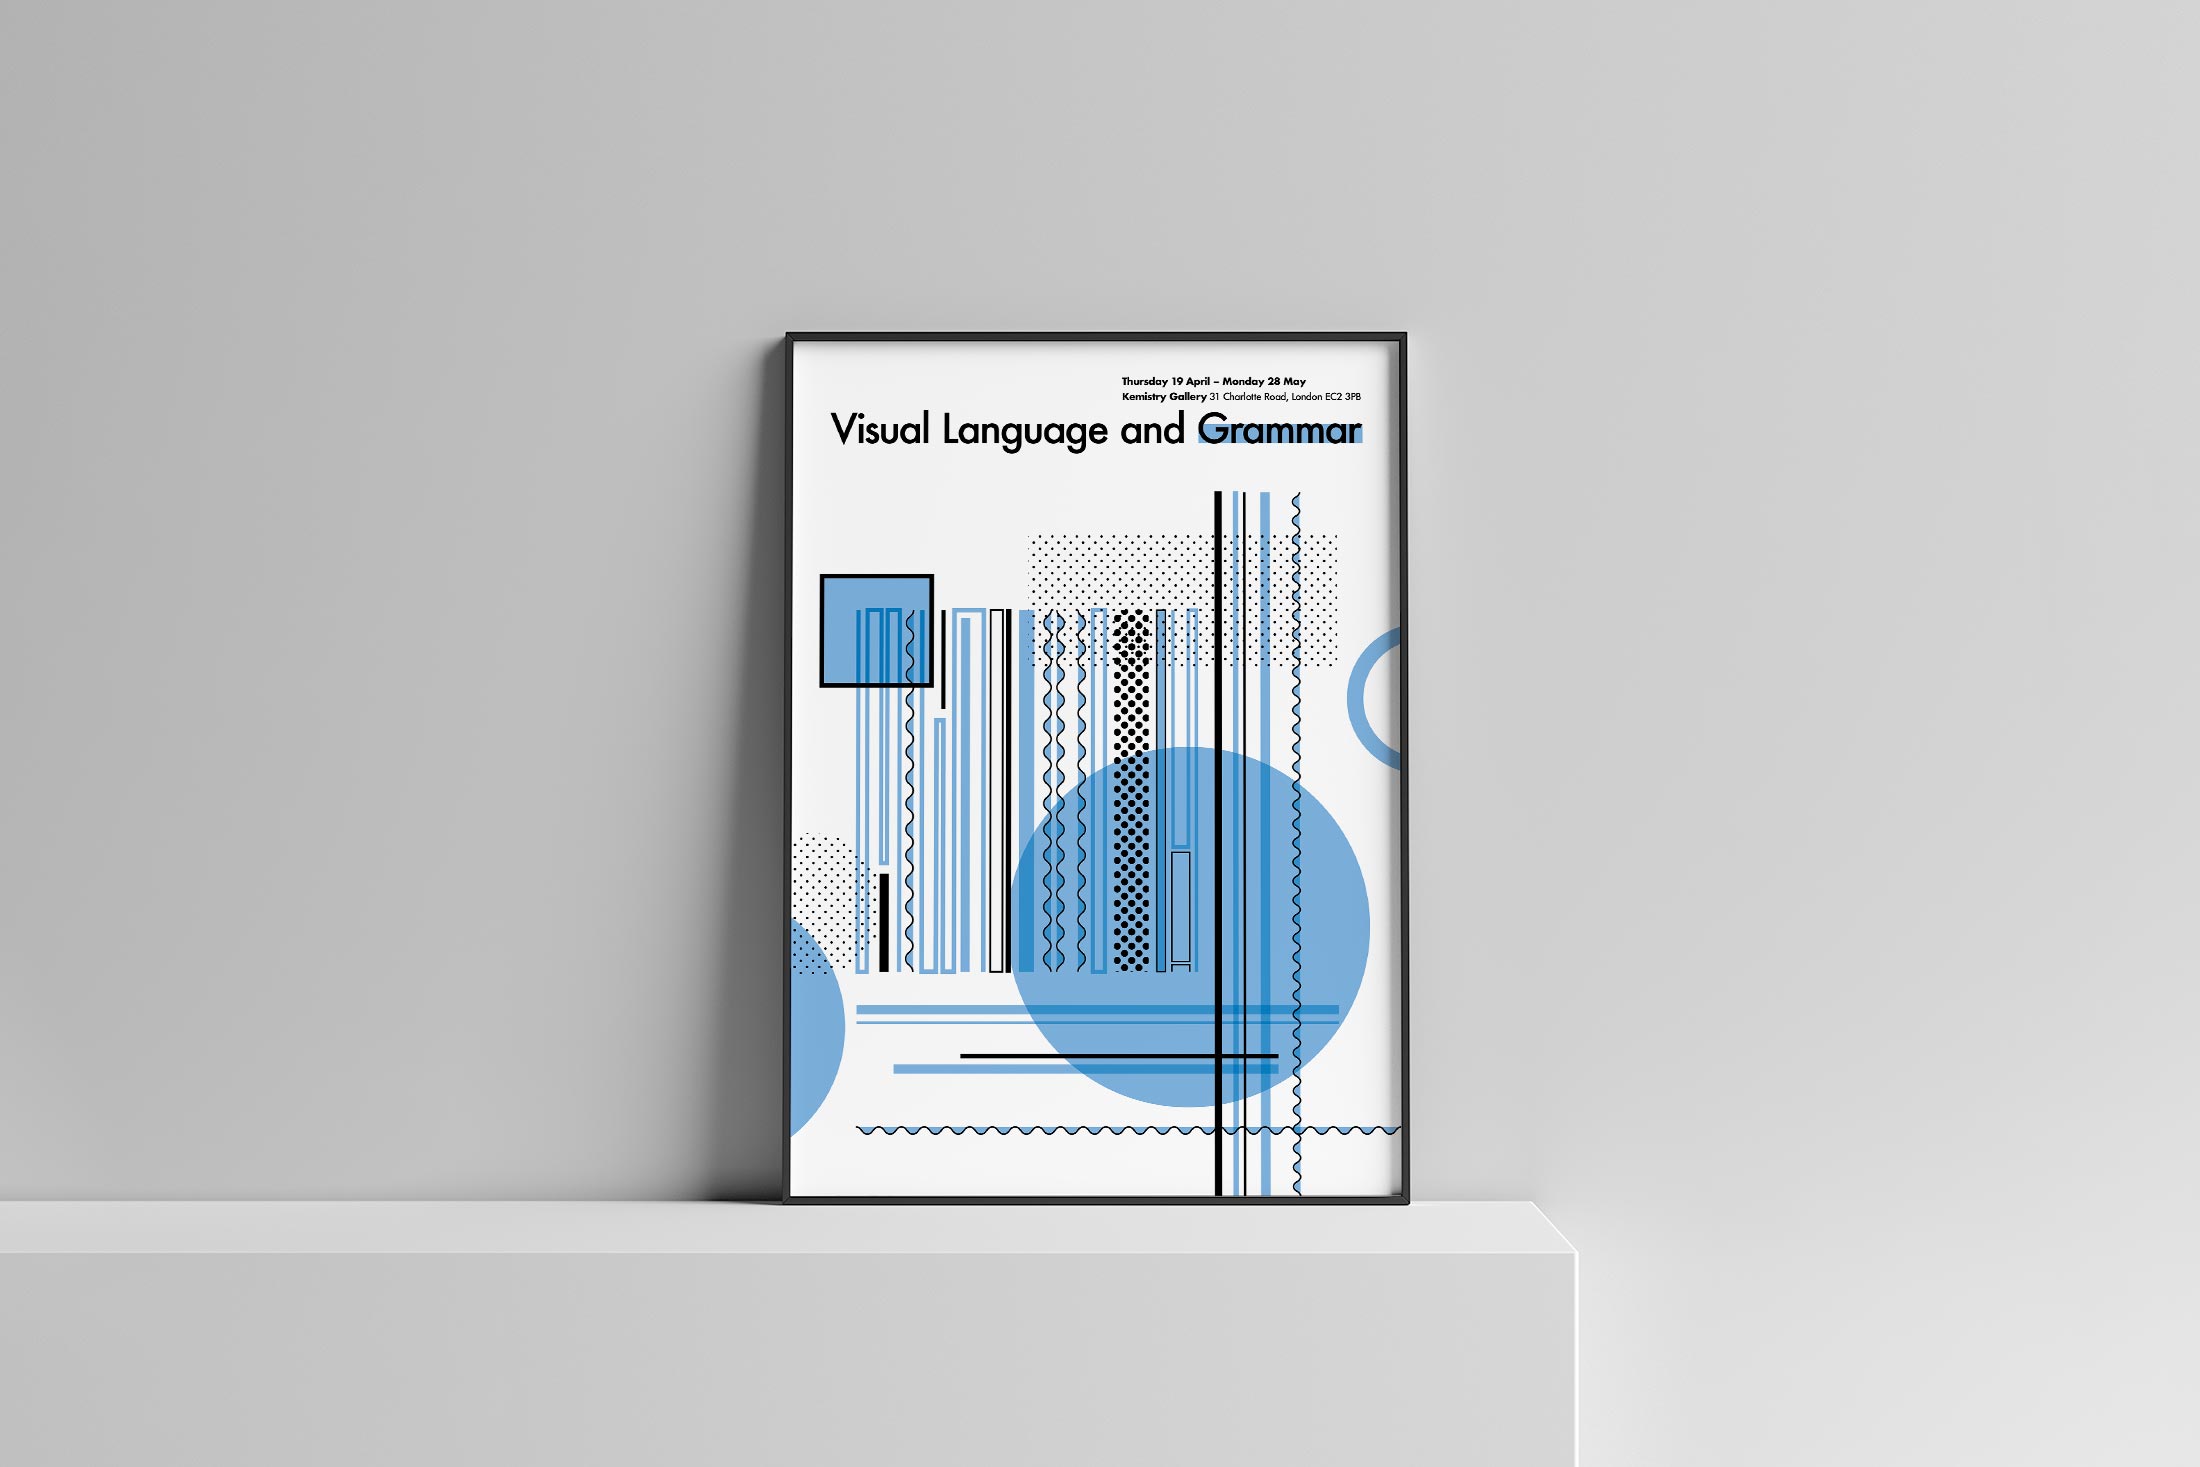 Thursday 19 April – Monday 28 May
Kemistry Gallery 31 Charlotte Road, London EC2 3PB
Visual Language and Grammar